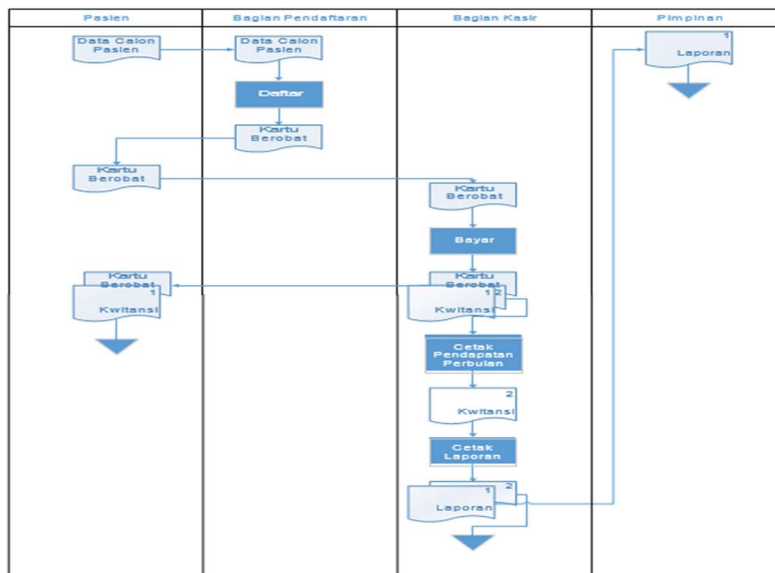 Pasien
Bagian Pendaftaran
Bagian Kasir
Pimpinan
Data Calon
Pasien
Data Calon
Pasien
1
Laporan
Daftar
Kartu
Berobat
Kartu
Berobat
Kartu
Berobat
Bayar
Kartu
Berobat
1
Kwitansi
Kartu
Berobat
1 2
Kwitansi
Cetak
Pendapatan
Perbulan
2
Kwitansi
Cetak
Laporan
1
2
Laporan